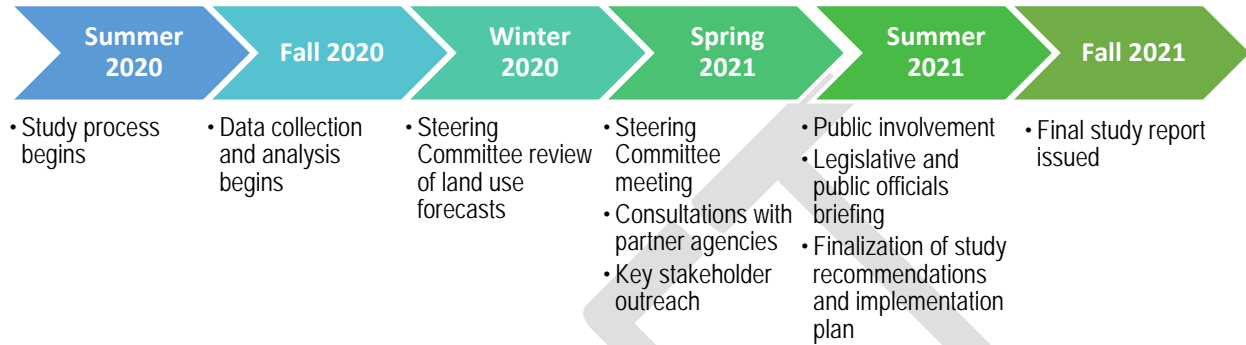 Summer
2020
Fall 2020
Winter
2020
Spring
2021
Summer
2021
Fall 2021
• Study process
begins
• Data collection
and analysis
begins
• Steering
Committee review
of land use
forecasts
• Steering
Committee
meeting
• Consultations with
partner agencies
• Key stakeholder
outreach
• Public involvement
• Legislative and
public officials
briefing
• Finalization of study
recommendations
and implementation
plan
• Final study report
issued